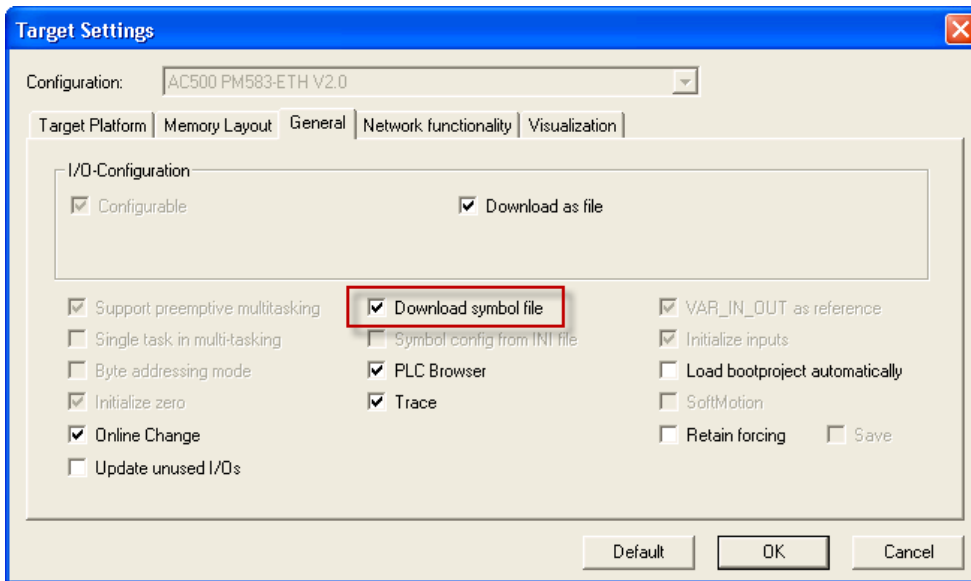 Target Settings
Configuration: AC500 PM583-ETH V2.0
Target Platform Memory Layout General Network functionality Visualization
I/O-Configuration
Configurable Download as file
Support preemptive multitasking Download symbol file VAR_IN_OUT as reference
Single task in multi-tasking Symbol config from INI file Initialize inputs
Byte addressing mode PLC Browser Load bootproject automatically
Initialize zero Trace SoftMotion
Online Change Retain forcing Save
Update unused I/Os
Default OK Cancel